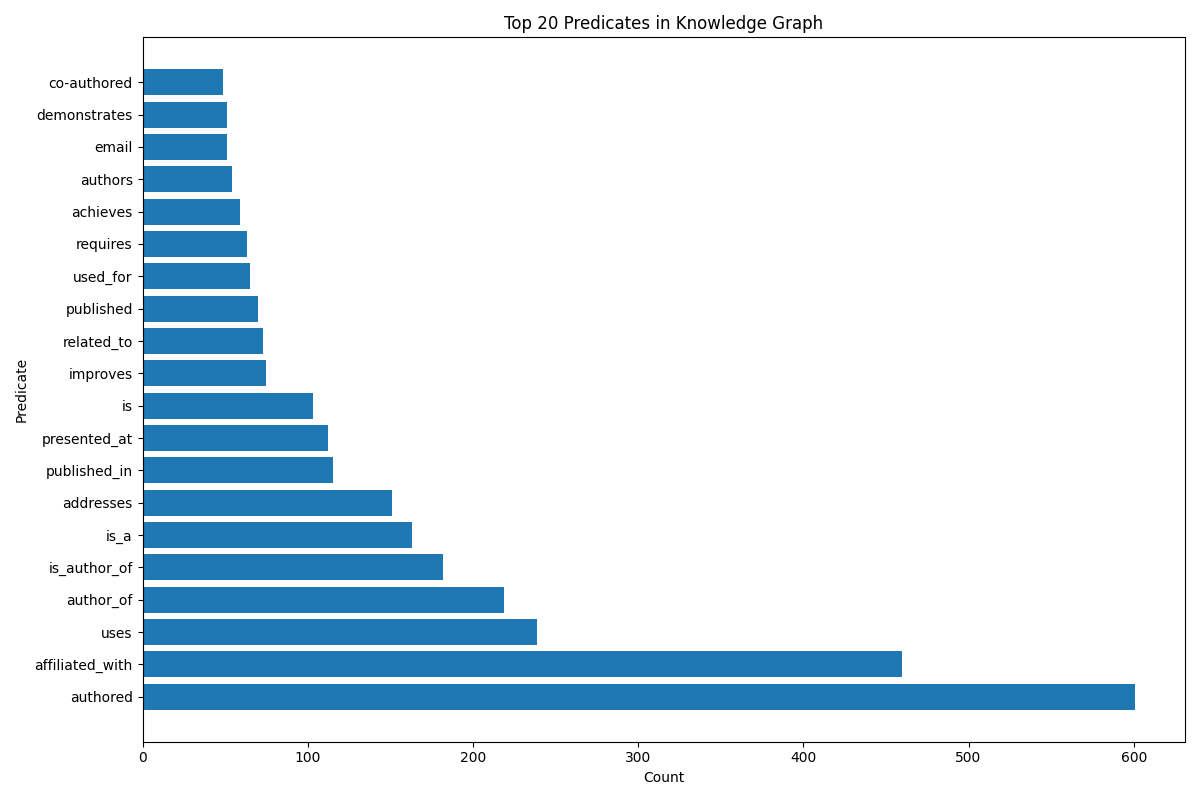 Top 20 Predicates in Knowledge Graph
co-authored
demonstrates
email
authors
achieves
requires
used_for
published
related_to
improves
is
presented_at
published_in
addresses
is_a
is_author_of
author_of
uses
affiliated_with
authored
Predicate
0 100 200 300 400 500 600
Count